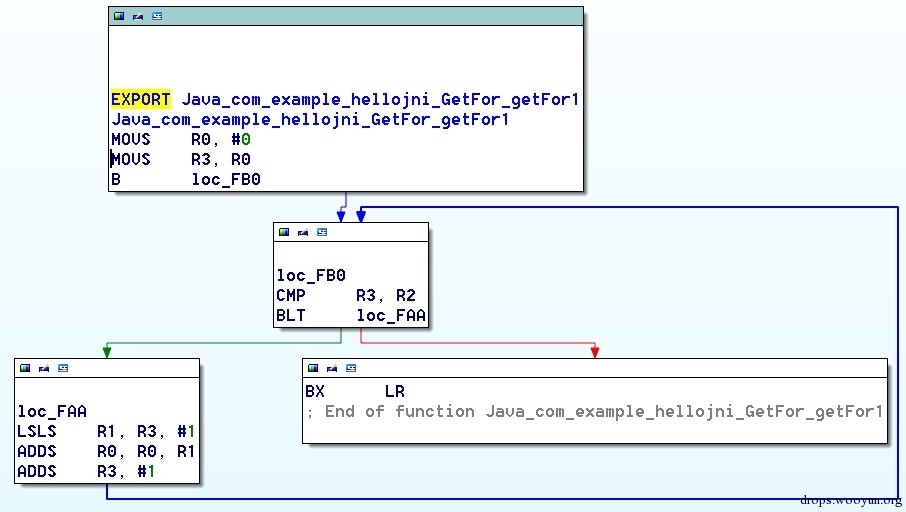 EXPORT Java_com_example_hellojni_GetFor_getFor1
Java_com_example_hellojni_GetFor_getFor1
MOVS R0, #0
MOVS R3, R0
B loc_FB0
loc_FB0
CMP R3, R2
BLT loc_FAA
loc_FAA
LSLS R1, R3, #1
ADDS R0, R0, R1
ADDS R3, #1
BX LR
; End of function Java_com_example_hellojni_GetFor_getFor1
drops.wooyun.org